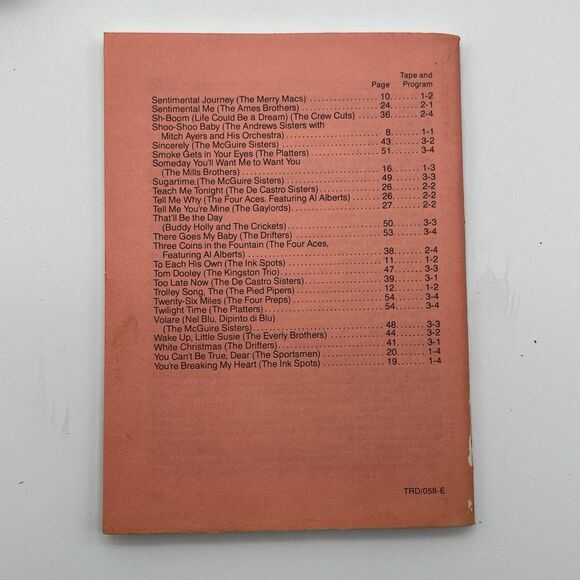 Tape and
Page Program
Sentimental Journey (The Merry Macs) 10 1-2
Sentimental Me (The Ames Brothers) 24 2-1
Sh-Boom (Life Could Be a Dream) (The Crew Cuts) 36 2-4
Shoo-Shoo Baby (The Andrews Sisters with
Mitch Ayers and His Orchestra) 8 1-1
Sincerely (The McGuire Sisters) 43 3-2
Smoke Gets in Your Eyes (The Platters) 51 3-4
Someday You'll Want Me to Want You
(The Mills Brothers) 16 1-3
Sugartime (The McGuire Sisters) 49 3-3
Teach Me Tonight (The De Castro Sisters) 26 2-2
Tell Me Why (The Four Aces, Featuring Al Alberts) 26 2-2
Tell Me You're Mine (The Gaylords) 27 2-2
That'll Be the Day
(Buddy Holly and The Crickets) 50 3-3
There Goes My Baby (The Drifters) 53 3-4
Three Coins in the Fountain (The Four Aces,
Featuring Al Alberts) 38 2-4
To Each His Own (The Ink Spots) 11 1-2
Tom Dooley (The Kingston Trio) 47 3-3
Too Late Now (The De Castro Sisters) 39 3-1
Trolley Song, The (The Pied Pipers) 12 1-2
Twenty-Six Miles (The Four Preps) 54 3-4
Twilight Time (The Platters) 54 3-4
Volare (Nel Blu, Dipinto di Blu)
(The McGuire Sisters) 48 3-3
Wake Up, Little Susie (The Everly Brothers) 44 3-2
White Christmas (The Drifters) 41 3-1
You Can't Be True, Dear (The Sportsmen) 20 1-4
You're Breaking My Heart (The Ink Spots) 19 1-4
TRD/058-E